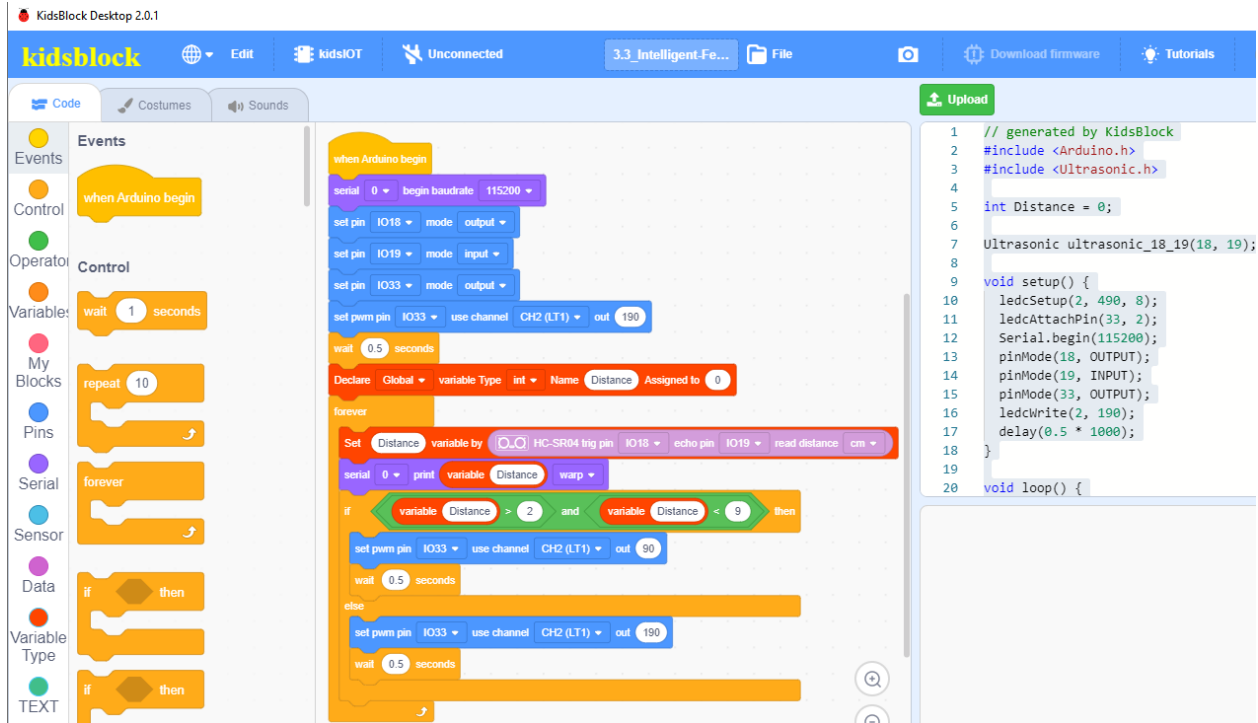 KidsBlock Desktop 2.0.1
kidsblock Edit kidsIOT Unconnected 3.3_Intelligent-Fe... File Download firmware Tutorials
Code Costumes Sounds
Upload
Events
Control
Operator
Variables
My Blocks
Pins
Serial
Sensor
Data
Variable Type
TEXT
Events
when Arduino begin
Control
wait 1 seconds
repeat 10
forever
if then
if then
when Arduino begin
serial 0 begin baudrate 115200
set pin IO18 mode output
set pin IO19 mode input
set pin IO33 mode output
set pwm pin IO33 use channel CH2 (LT1) out 190
wait 0.5 seconds
Declare Global variable Type int Name Distance Assigned to 0
forever
Set Distance variable by HC-SR04 trig pin IO18 echo pin IO19 read distance cm
serial 0 print variable Distance warp
if variable Distance > 2 and variable Distance < 9 then
set pwm pin IO33 use channel CH2 (LT1) out 90
wait 0.5 seconds
else
set pwm pin IO33 use channel CH2 (LT1) out 190
wait 0.5 seconds
1 // generated by KidsBlock
2 #include <Arduino.h>
3 #include <Ultrasonic.h>
4
5 int Distance = 0;
6
7 Ultrasonic ultrasonic_18_19(18, 19);
8
9 void setup() {
10 ledcSetup(2, 490, 8);
11 ledcAttachPin(33, 2);
12 Serial.begin(115200);
13 pinMode(18, OUTPUT);
14 pinMode(19, INPUT);
15 pinMode(33, OUTPUT);
16 ledcWrite(2, 190);
17 delay(0.5 * 1000);
18 }
19
20 void loop() {